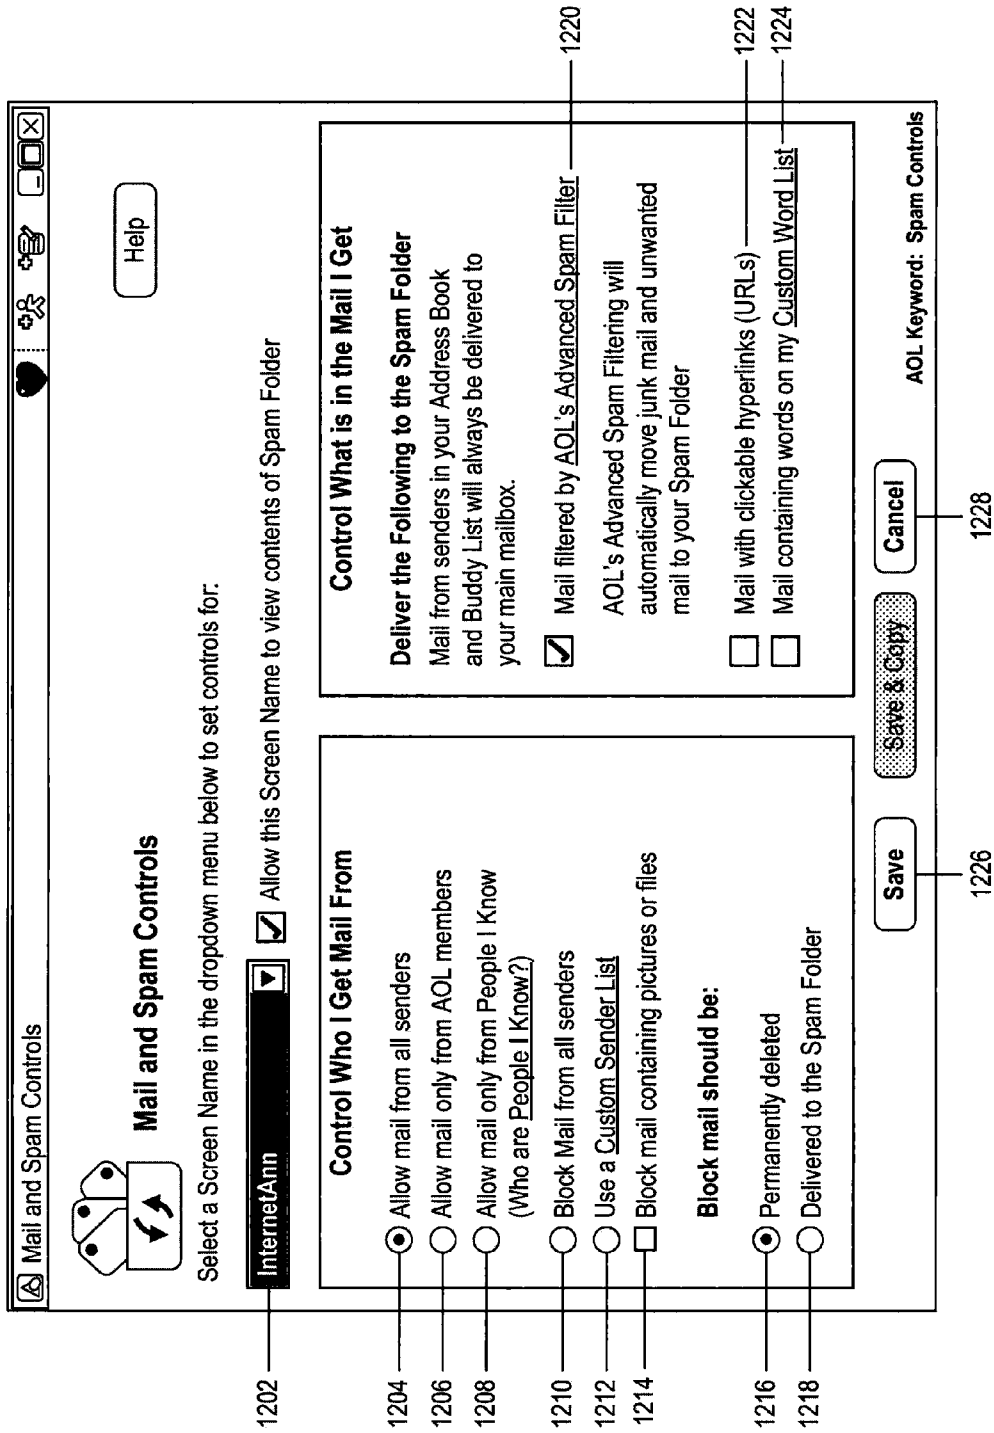 Mail and Spam Controls
Mail and Spam Controls
Help
Select a Screen Name in the dropdown menu below to set controls for:
1202
InternetAnn
Allow this Screen Name to view contents of Spam Folder
Control Who I Get Mail From
1204
Allow mail from all senders
1206
Allow mail only from AOL members
1208
Allow mail only from People I Know
(Who are People I Know?)
1210
Block Mail from all senders
1212
Use a Custom Sender List
1214
Block mail containing pictures or files
Block mail should be:
1216
Permanently deleted
1218
Delivered to the Spam Folder
Control What is in the Mail I Get
Deliver the Following to the Spam Folder
Mail from senders in your Address Book
and Buddy List will always be delivered to
your main mailbox.
Mail filtered by AOL's Advanced Spam Filter
1220
AOL's Advanced Spam Filtering will
automatically move junk mail and unwanted
mail to your Spam Folder
Mail with clickable hyperlinks (URLs)
1222
Mail containing words on my Custom Word List
1224
Save
Save & Copy
Cancel
AOL Keyword: Spam Controls
1226
1228